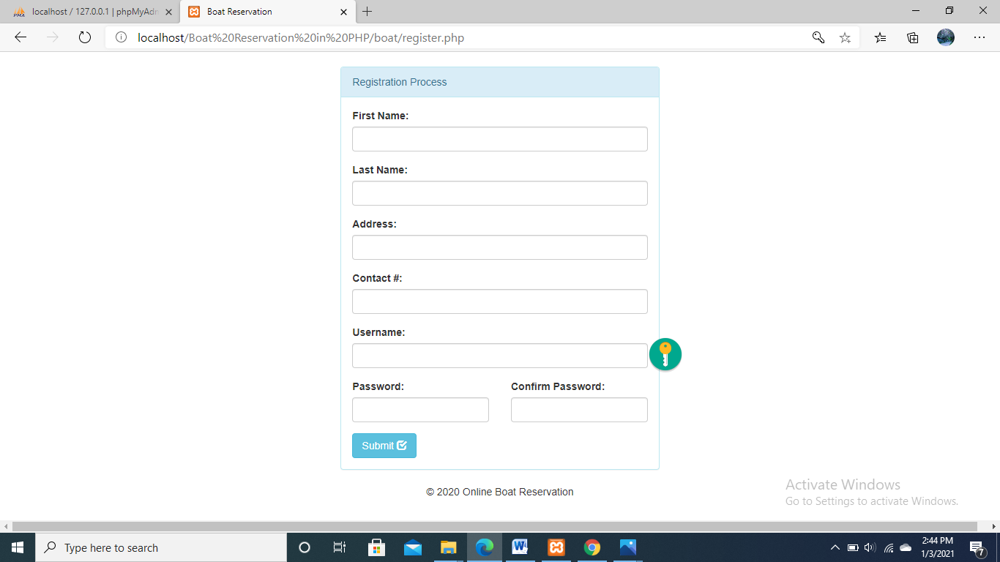 localhost / 127.0.0.1 | phpMyAdm
Boat Reservation
localhost/Boat%20Reservation%20in%20PHP/boat/register.php
Registration Process
First Name:
Last Name:
Address:
Contact #:
Username:
Password: Confirm Password:
Submit
© 2020 Online Boat Reservation
Activate Windows
Go to Settings to activate Windows.
Type here to search
2:44 PM
1/3/2021
7